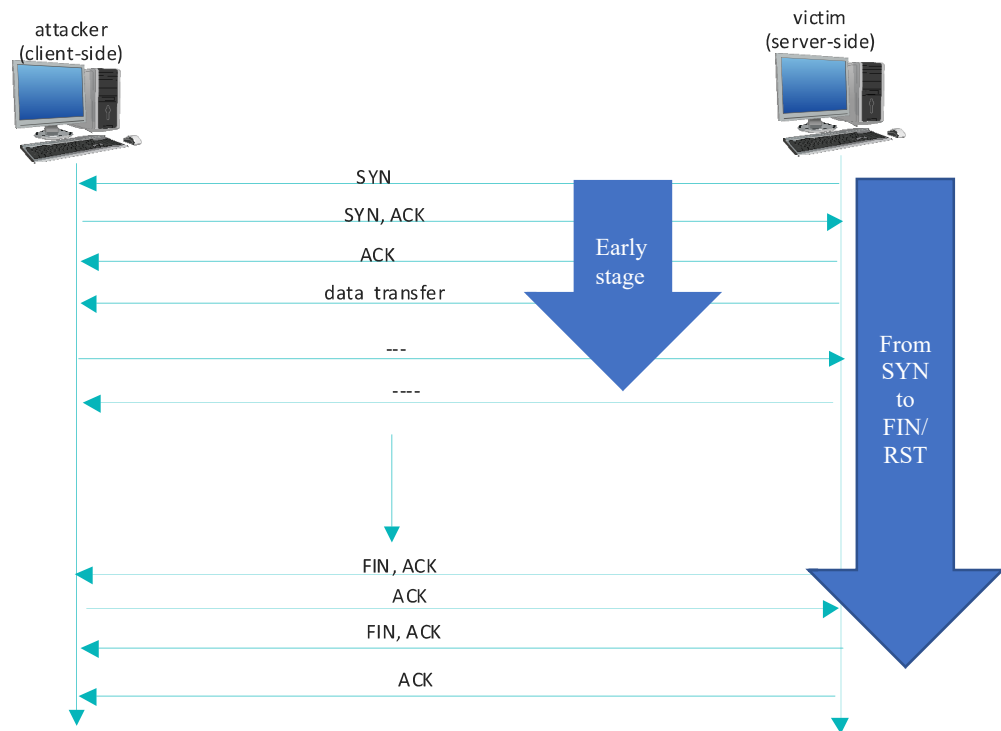 attacker
(client-side)
victim
(server-side)
SYN
SYN, ACK
ACK
data transfer
---
----
Early
stage
From
SYN
to
FIN/
RST
FIN, ACK
ACK
FIN, ACK
ACK